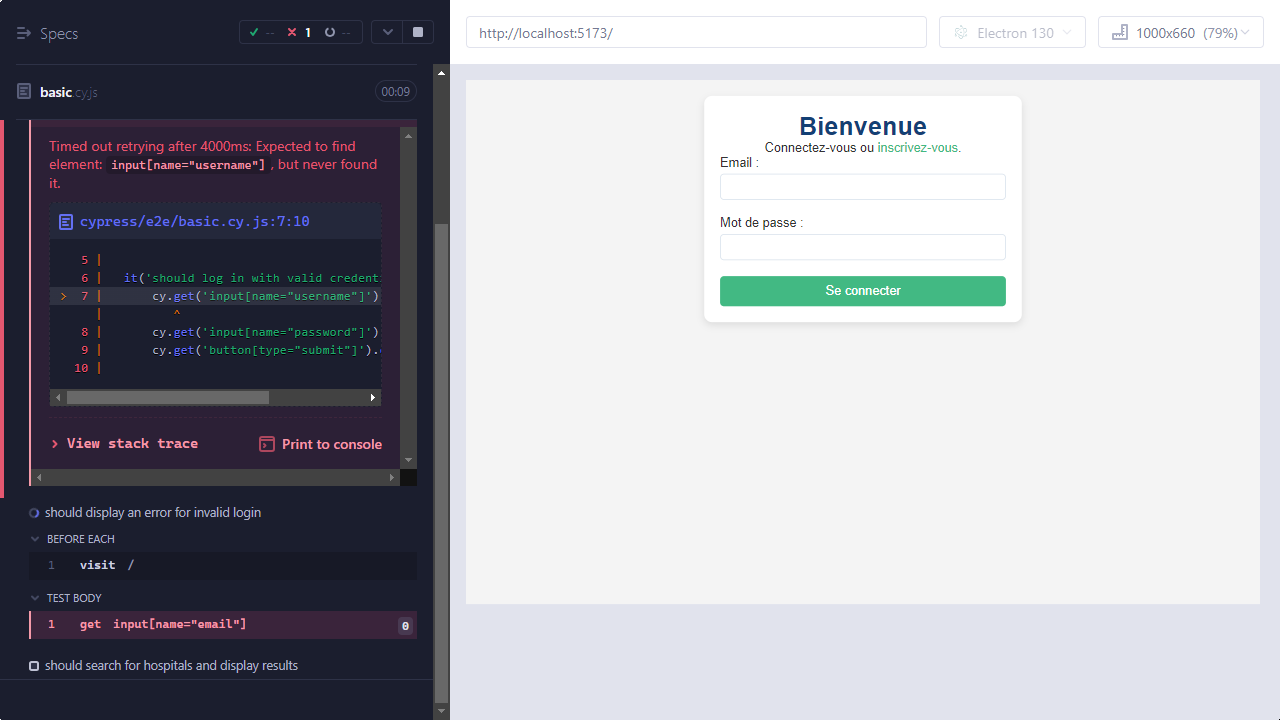 Specs
-- 1 --
basic.cy.js
00:09
Timed out retrying after 4000ms: Expected to find
element: input[name="username"], but never found
it.
cypress/e2e/basic.cy.js:7:10
5 |
6 | it('should log in with valid credenti
> 7 | cy.get('input[name="username"]')
| ^
8 | cy.get('input[name="password"]')
9 | cy.get('button[type="submit"]').
10 |
View stack trace
Print to console
should display an error for invalid login
BEFORE EACH
1 visit /
TEST BODY
1 get input[name="email"] 0
should search for hospitals and display results
http://localhost:5173/
Electron 130
1000x660 (79%)
Bienvenue
Connectez-vous ou inscrivez-vous.
Email :
Mot de passe :
Se connecter